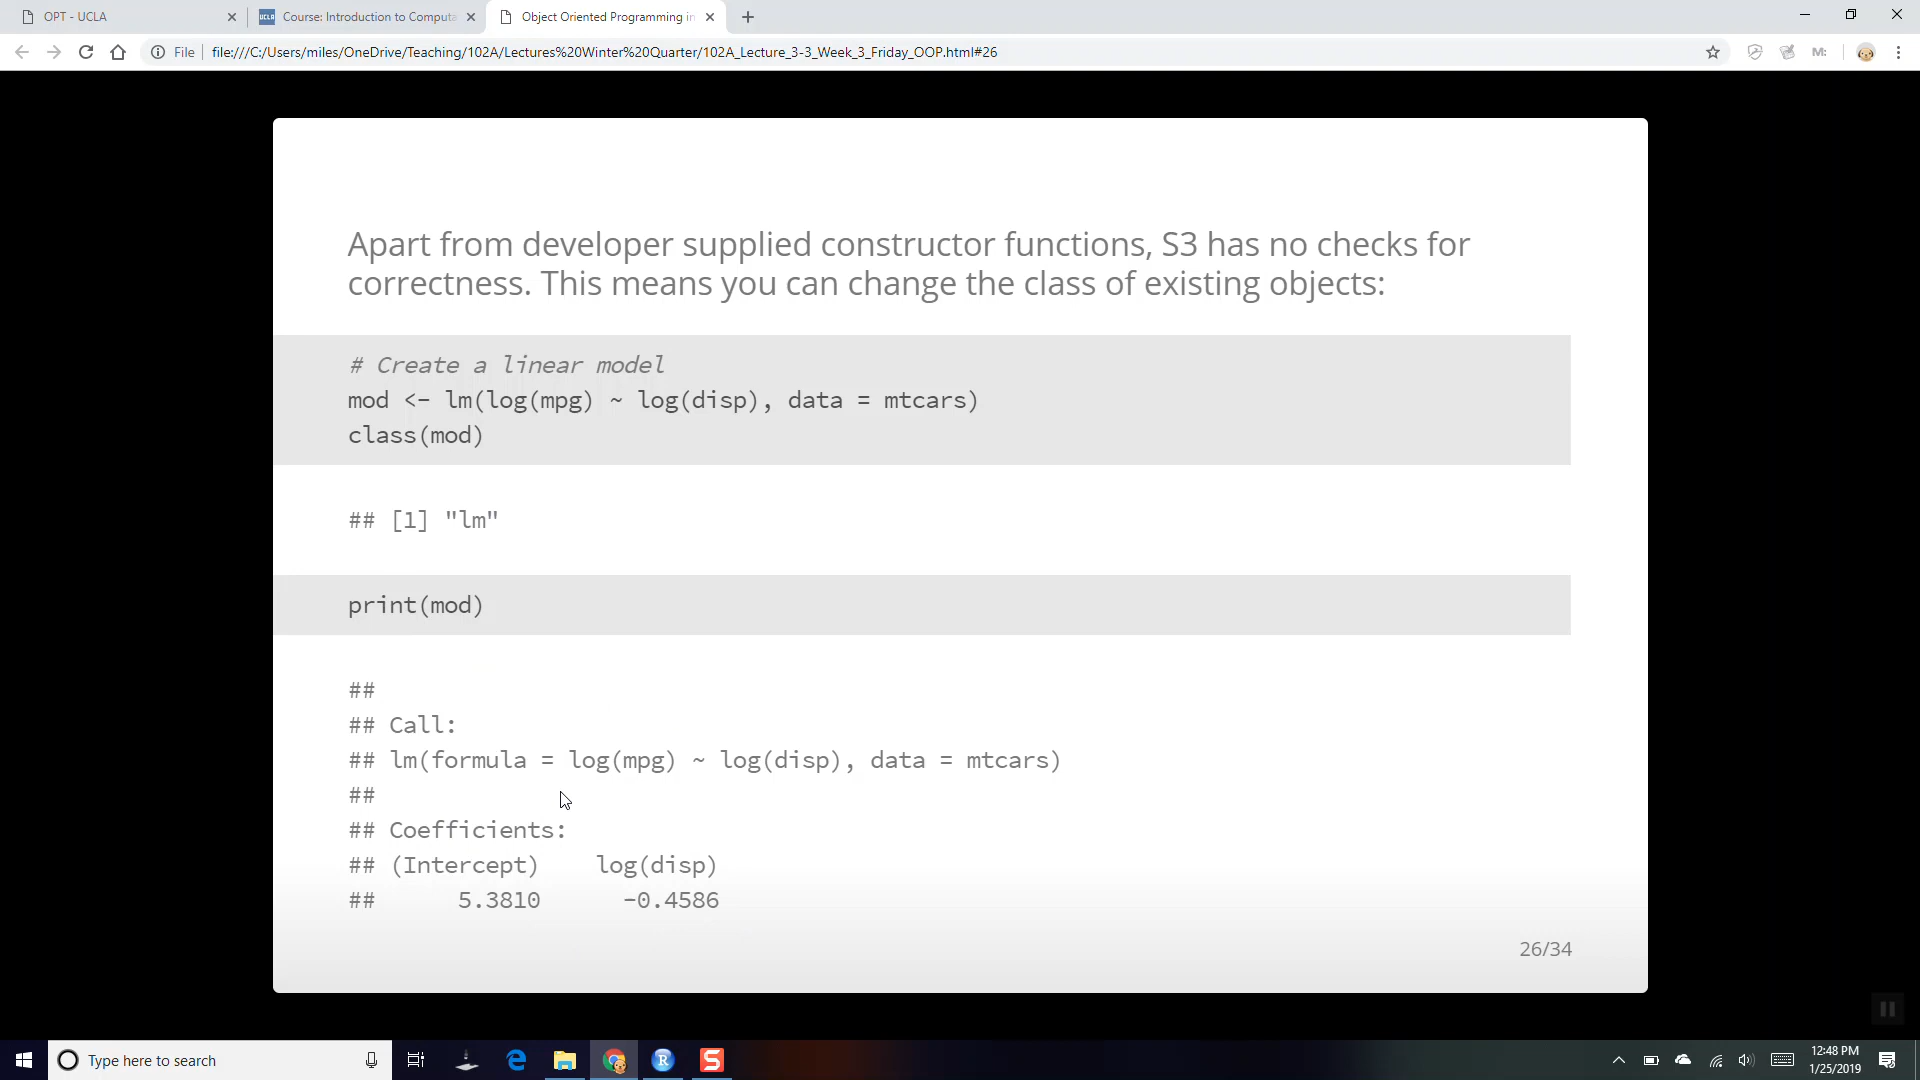 OPT - UCLA
UCLA Course: Introduction to Computa
Object Oriented Programming in
File file:///C:/Users/miles/OneDrive/Teaching/102A/Lectures%20Winter%20Quarter/102A_Lecture_3-3_Week_3_Friday_OOP.html#26
M:
Apart from developer supplied constructor functions, S3 has no checks for
correctness. This means you can change the class of existing objects:
# Create a linear model
mod <- lm(log(mpg) ~ log(disp), data = mtcars)
class(mod)
## [1] "lm"
print(mod)
##
## Call:
## lm(formula = log(mpg) ~ log(disp), data = mtcars)
##
## Coefficients:
## (Intercept)    log(disp)
##      5.3810      -0.4586
26/34
Type here to search
R
S
12:48 PM
1/25/2019